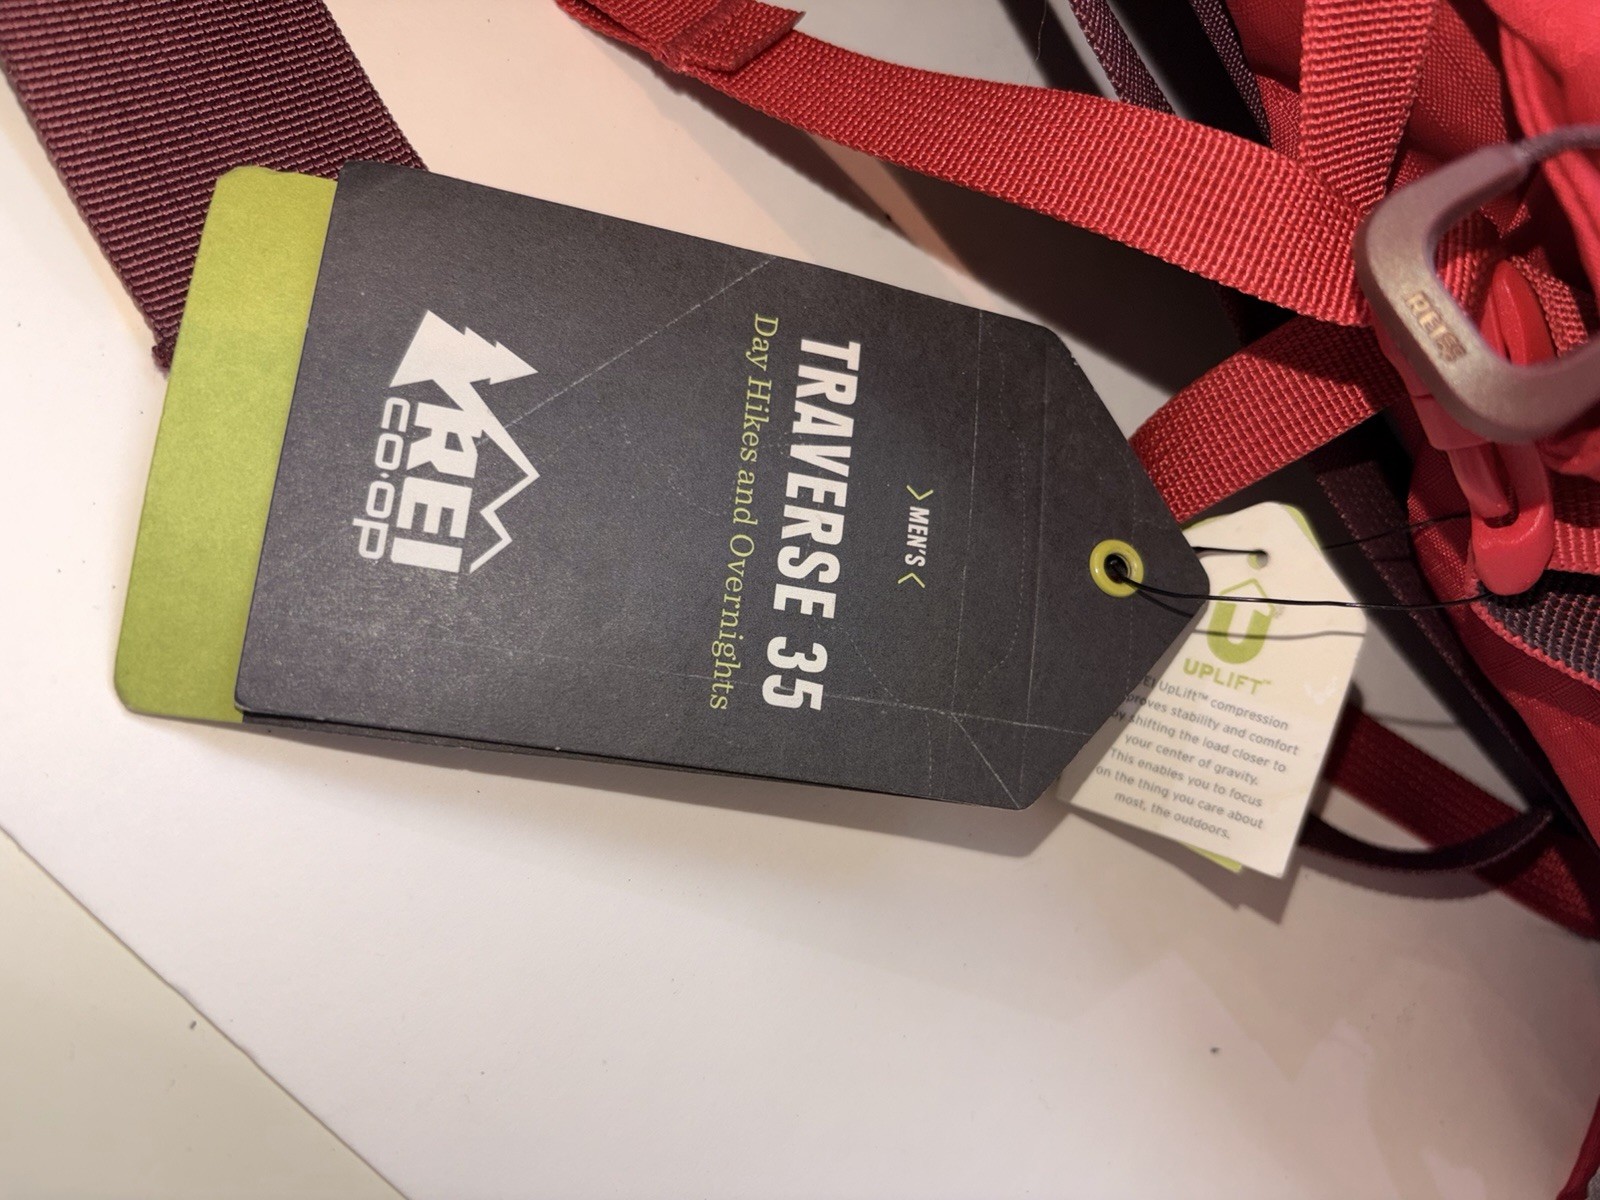 > MEN'S <
TRAVERSE 35
Day Hikes and Overnights
REI
co·op
U
UPLIFT™
UpLift™ compression
stability and comfort
by shifting the load closer to
your center of gravity.
This enables you to focus
on the thing you care about
most, the outdoors.
REI